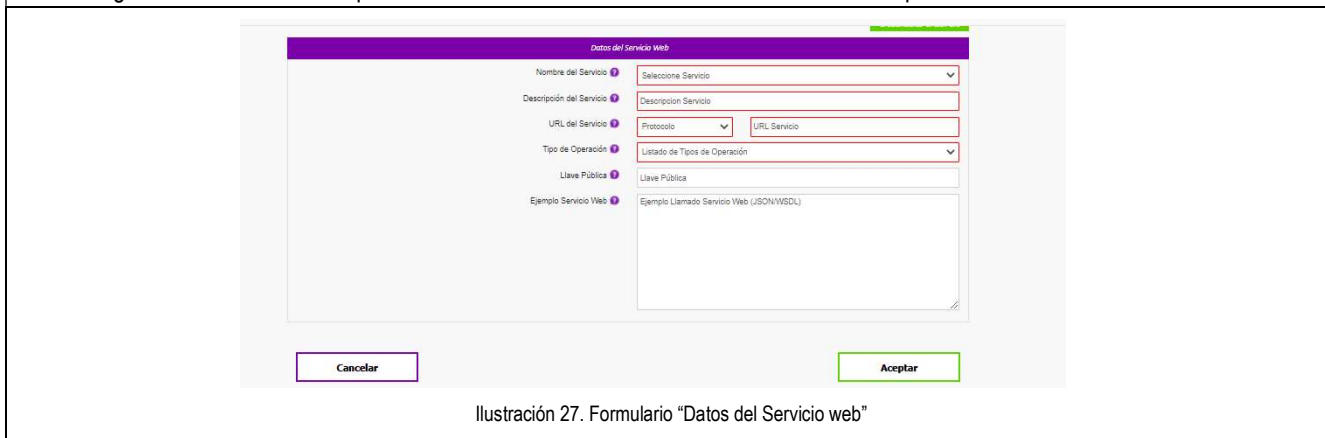 Datos del Servicio Web
Nombre del Servicio ? Seleccione Servicio
Descripción del Servicio ? Descripcion Servicio
URL del Servicio ? Protocolo URL Servicio
Tipo de Operación ? Listado de Tipos de Operación
Llave Pública ? Llave Pública
Ejemplo Servicio Web ? Ejemplo Llamado Servicio Web (JSON/WSDL)
Cancelar Aceptar
Ilustración 27. Formulario “Datos del Servicio web”